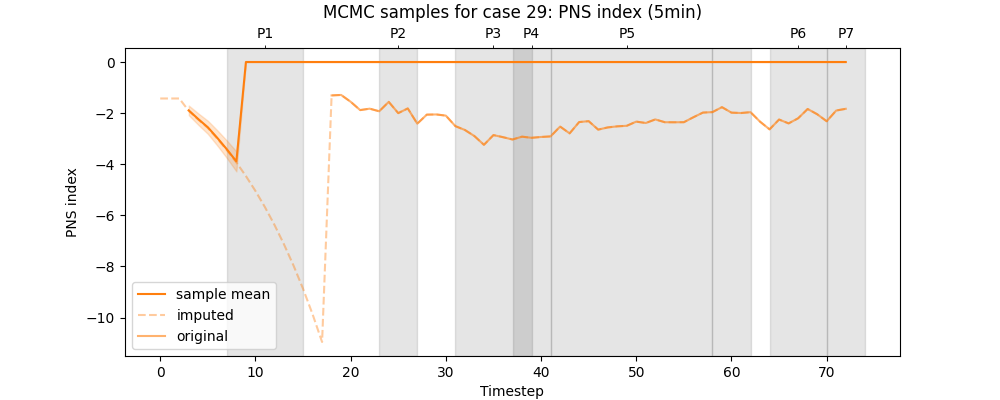 MCMC samples for case 29: PNS index (5min)
P1 P2 P3 P4 P5 P6 P7
PNS index
0
−2
−4
−6
−8
−10
sample mean
imputed
original
0 10 20 30 40 50 60 70
Timestep